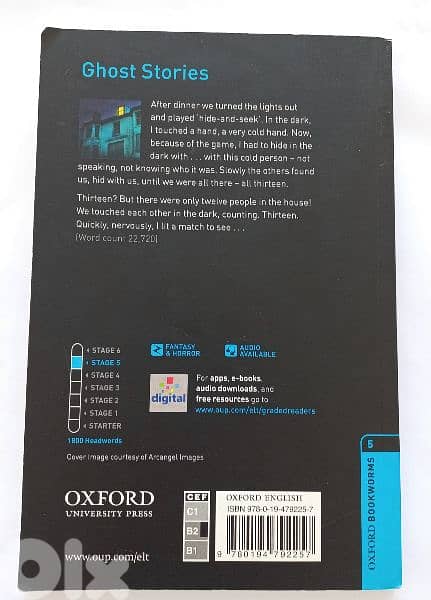 Ghost Stories
After dinner we turned the lights out
and played 'hide-and-seek'. In the dark,
I touched a hand, a very cold hand. Now,
because of the game, I had to hide in the
dark with . . . with this cold person – not
speaking, not knowing who it was. Slowly the others found
us, hid with us, until we were all there – all thirteen.
Thirteen? But there were only twelve people in the house!
We touched each other in the dark, counting. Thirteen.
Quickly, nervously, I lit a match to see . . .
(Word count 22,720)
STAGE 6
STAGE 5
STAGE 4
STAGE 3
STAGE 2
STAGE 1
STARTER
1800 Headwords
FANTASY
& HORROR
AUDIO
AVAILABLE
digital
For apps, e-books,
audio downloads, and
free resources go to
www.oup.com/elt/gradedreaders
Cover image courtesy of Arcangel Images
5
OXFORD BOOKWORMS
OXFORD
UNIVERSITY PRESS
www.oup.com/elt
CEF
C1
B2
B1
OXFORD ENGLISH
ISBN 978-0-19-479225-7
9 780194 792257
olx